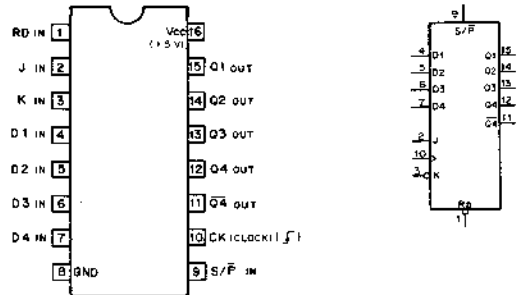 RD IN 1
J IN 2
K IN 3
D1 IN 4
D2 IN 5
D3 IN 6
D4 IN 7
8 GND
Vcc 16
(+5 V)
15 Q1 OUT
14 Q2 OUT
13 Q3 OUT
12 Q4 OUT
11 Q̅4̅ OUT
10 CK (CLOCK)
9 S/P̅ IN
9
S/P̅
4 D1 Q1 15
5 D2 Q2 14
6 D3 Q3 13
7 D4 Q4 12
Q̅4̅ 11
2 J
10
3 K
RD
1